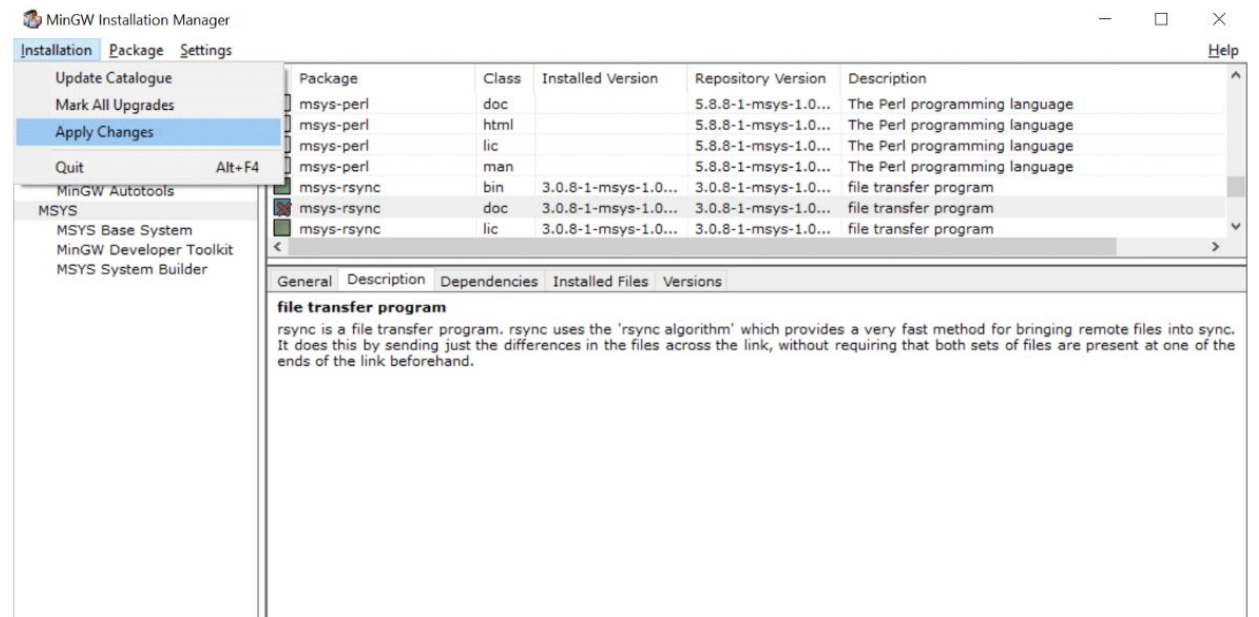 MinGW Installation Manager
Installation Package Settings Help
Update Catalogue
Mark All Upgrades
Apply Changes
Quit Alt+F4
MinGW Autotools
MSYS
MSYS Base System
MinGW Developer Toolkit
MSYS System Builder
Package Class Installed Version Repository Version Description
msys-perl doc 5.8.8-1-msys-1.0... The Perl programming language
msys-perl html 5.8.8-1-msys-1.0... The Perl programming language
msys-perl lic 5.8.8-1-msys-1.0... The Perl programming language
msys-perl man 5.8.8-1-msys-1.0... The Perl programming language
msys-rsync bin 3.0.8-1-msys-1.0... 3.0.8-1-msys-1.0... file transfer program
msys-rsync doc 3.0.8-1-msys-1.0... 3.0.8-1-msys-1.0... file transfer program
msys-rsync lic 3.0.8-1-msys-1.0... 3.0.8-1-msys-1.0... file transfer program
General Description Dependencies Installed Files Versions
file transfer program
rsync is a file transfer program. rsync uses the 'rsync algorithm' which provides a very fast method for bringing remote files into sync.
It does this by sending just the differences in the files across the link, without requiring that both sets of files are present at one of the
ends of the link beforehand.